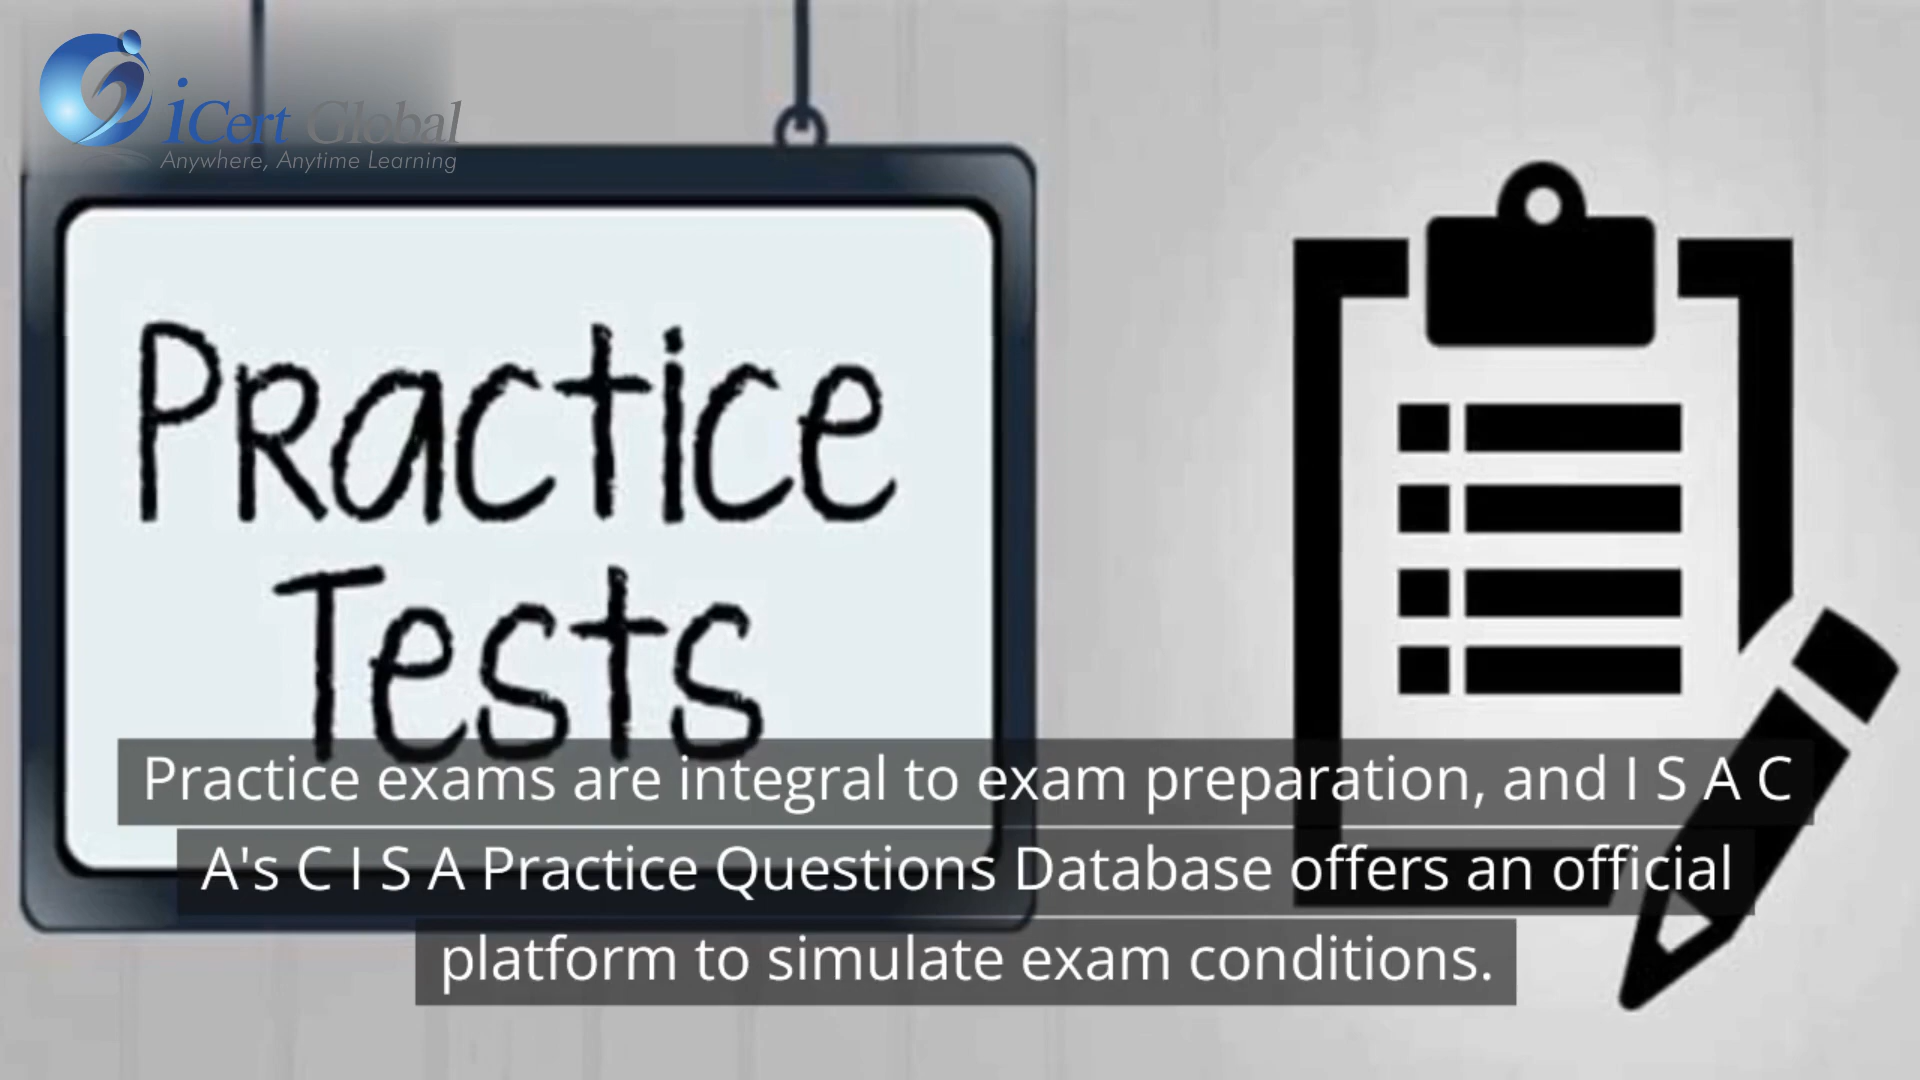 iCert Global
Anywhere, Anytime Learning
Practice
Tests
Practice exams are integral to exam preparation, and I S A C
A's C I S A Practice Questions Database offers an official
platform to simulate exam conditions.